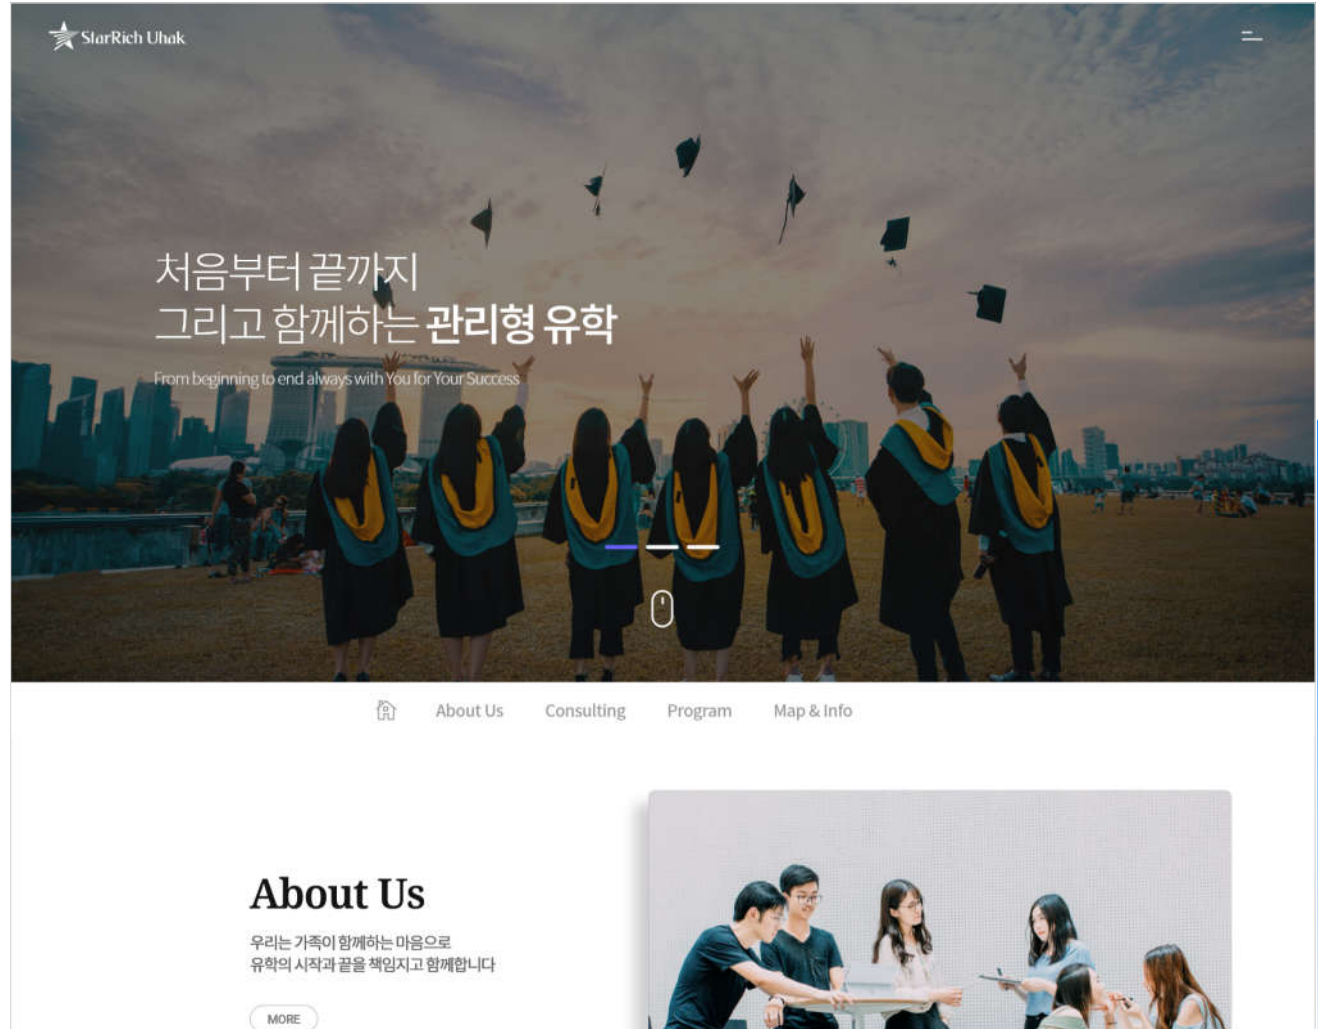 StarRich Uhak
처음부터 끝까지
그리고 함께하는 관리형 유학
From beginning to end always with You for Your Success
About Us
Consulting
Program
Map & Info
About Us
우리는 가족이 함께하는 마음으로
유학의 시작과 끝을 책임지고 함께합니다
MORE